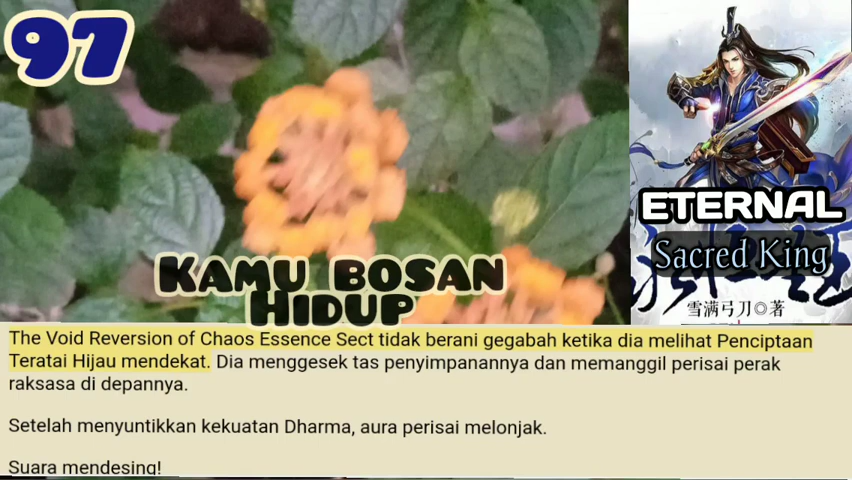 97
ETERNAL
Sacred King
雪满弓刀◎著
KAMU BOSAN
HIDUP
The Void Reversion of Chaos Essence Sect tidak berani gegabah ketika dia melihat Penciptaan
Teratai Hijau mendekat. Dia menggesek tas penyimpanannya dan memanggil perisai perak
raksasa di depannya.
Setelah menyuntikkan kekuatan Dharma, aura perisai melonjak.
Suara mendesing!